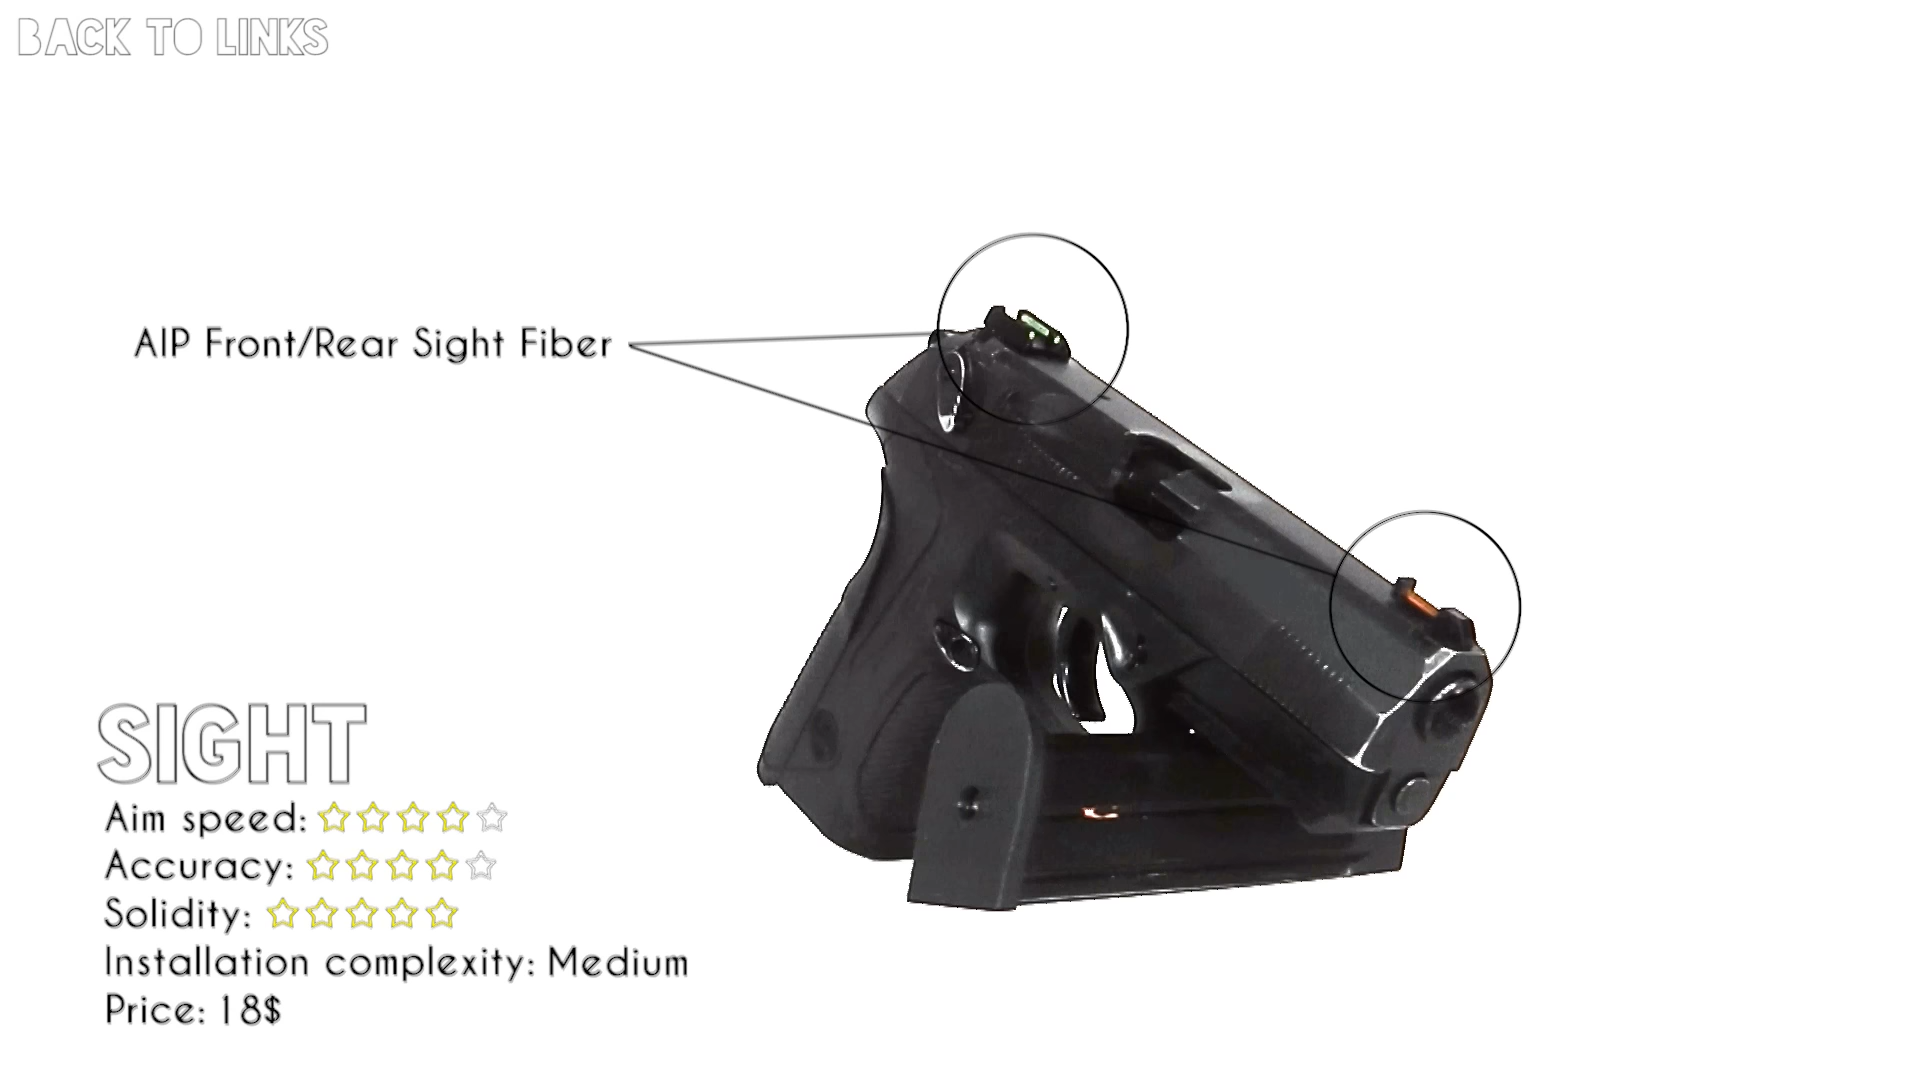 BACK TO LINKS
AIP Front/Rear Sight Fiber
SIGHT
Aim speed:
Accuracy:
Solidity:
Installation complexity: Medium
Price: 18$